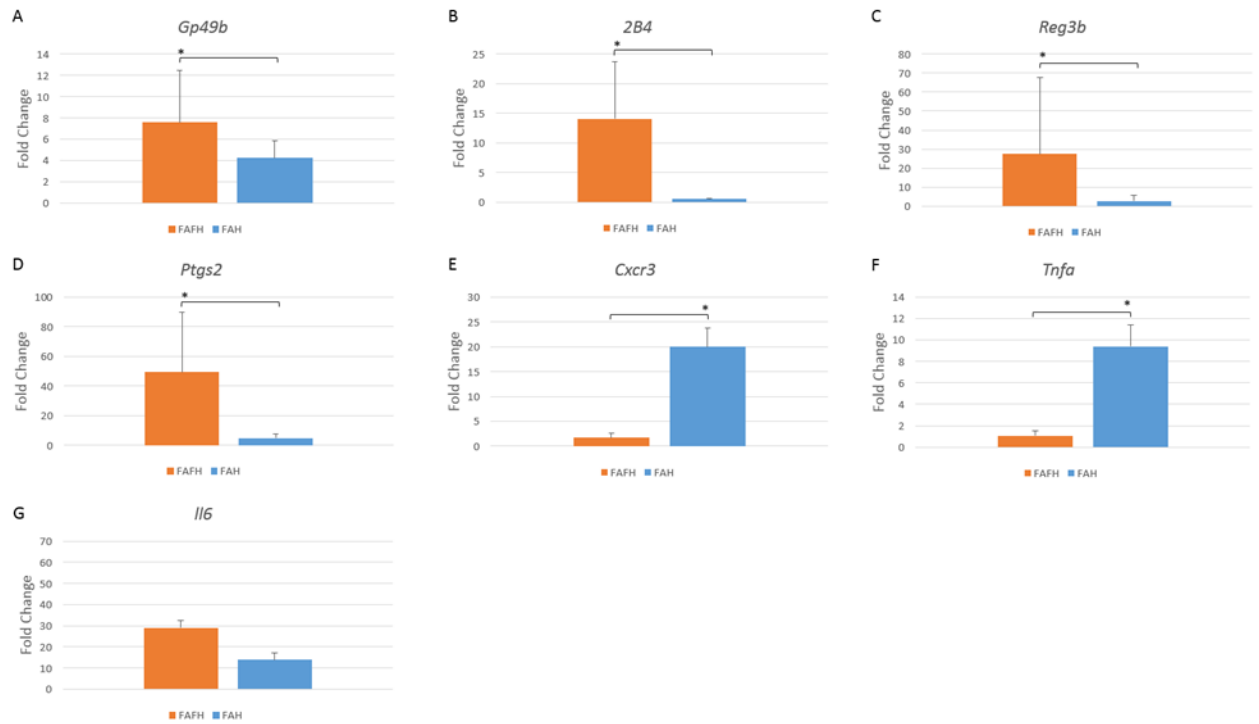 A
Gp49b
*
Fold Change
14
12
10
8
6
4
2
0
FAFH FAH
B
2B4
*
Fold Change
25
20
15
10
5
0
FAFH FAH
C
Reg3b
*
Fold Change
80
70
60
50
40
30
20
10
0
FAFH FAH
D
Ptgs2
*
Fold Change
100
80
60
40
20
0
FAFH FAH
E
Cxcr3
*
Fold Change
30
25
20
15
10
5
0
FAFH FAH
F
Tnfa
*
Fold Change
14
12
10
8
6
4
2
0
FAFH FAH
G
Il6
Fold Change
70
60
50
40
30
20
10
0
FAFH FAH